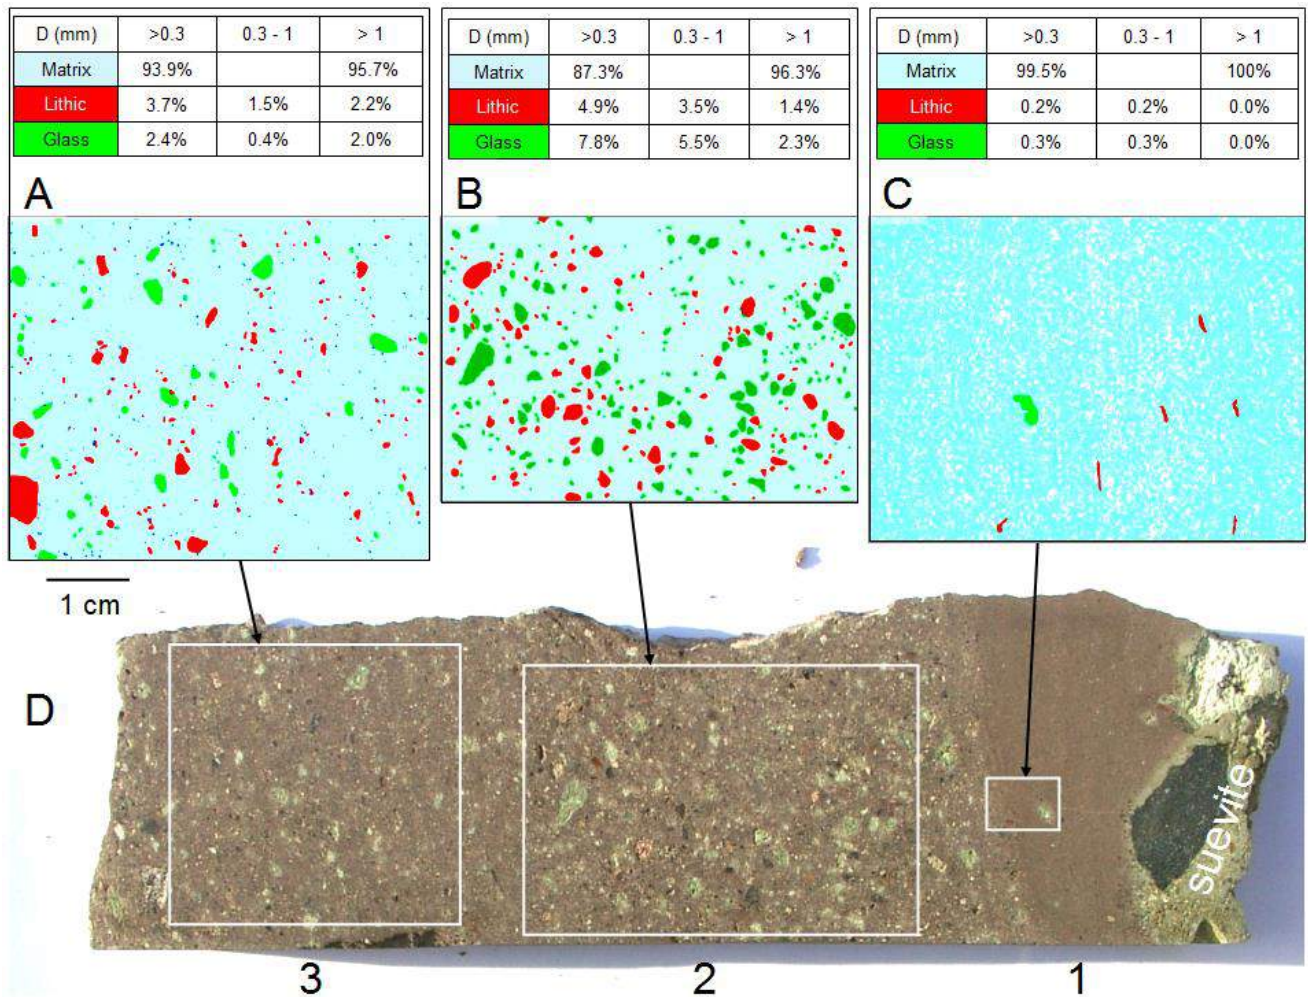 D (mm) >0.3 0.3 - 1 > 1
Matrix 93.9% 95.7%
Lithic 3.7% 1.5% 2.2%
Glass 2.4% 0.4% 2.0%
A
D (mm) >0.3 0.3 - 1 > 1
Matrix 87.3% 96.3%
Lithic 4.9% 3.5% 1.4%
Glass 7.8% 5.5% 2.3%
B
D (mm) >0.3 0.3 - 1 > 1
Matrix 99.5% 100%
Lithic 0.2% 0.2% 0.0%
Glass 0.3% 0.3% 0.0%
C
1 cm
D
suevite
3 2 1